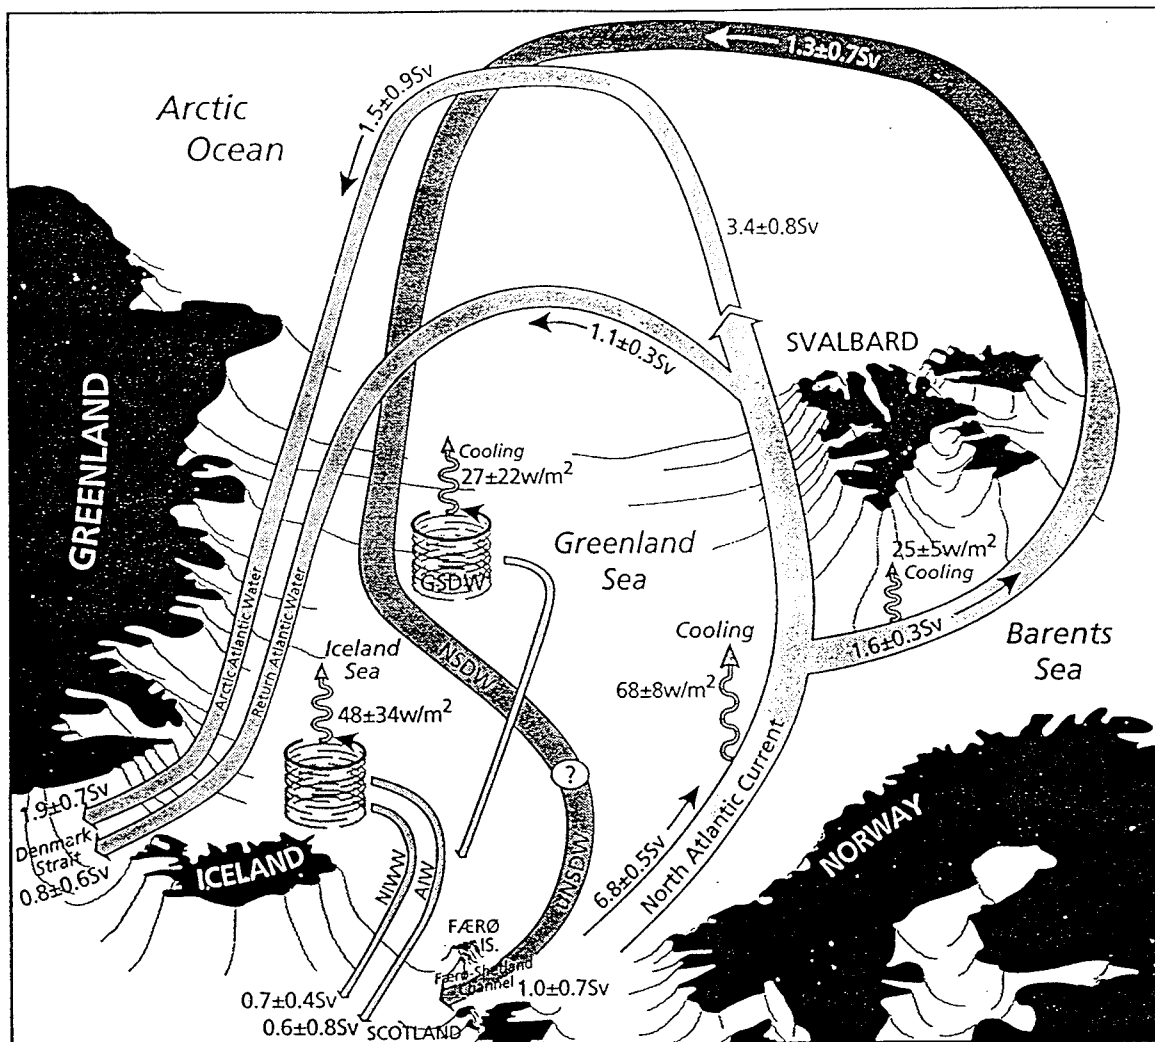 1.3±0.7Sv
1.5±0.9Sv
Arctic
Ocean
3.4±0.8Sv
1.1±0.3Sv
SVALBARD
GREENLAND
Cooling
27±22w/m²
GSDW
Greenland
Sea
25±5w/m²
Cooling
Arctic Atlantic Water
Return Atlantic Water
Iceland
Sea
48±34w/m²
NSDW
Cooling
68±8w/m²
1.6±0.3Sv
Barents
Sea
?
1.9±0.7Sv
Denmark
Strait
0.8±0.6Sv
ICELAND
NIWW
AIW
UNSDW
6.8±0.5Sv
North Atlantic Current
NORWAY
FÆRØ
IS.
Færø-Shetland
Channel
1.0±0.7Sv
0.7±0.4Sv
0.6±0.8Sv
SCOTLAND